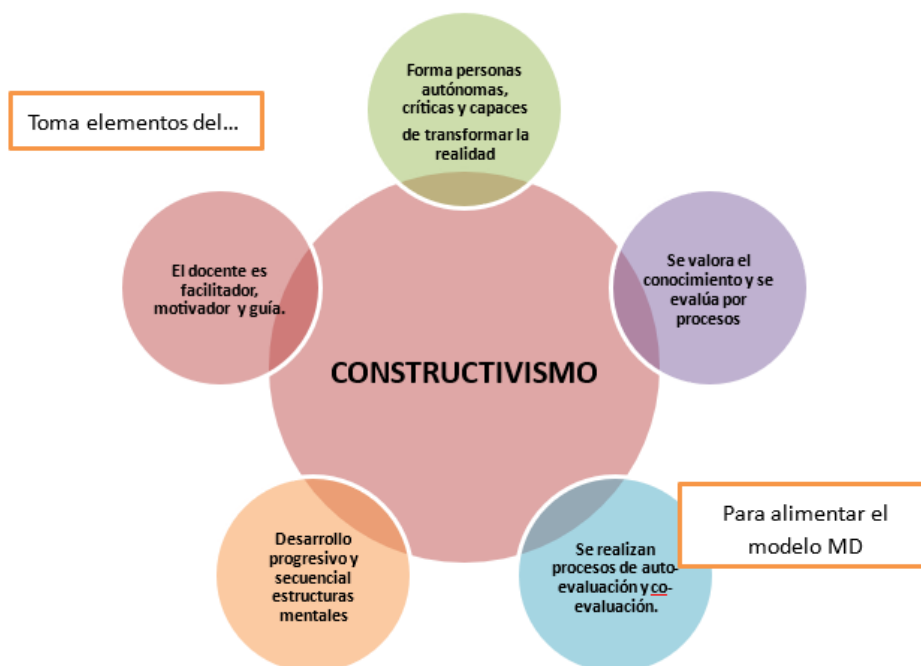 Forma personas
autónomas,
críticas y capaces
de transformar la
realidad
Toma elementos del...
El docente es
facilitador,
motivador y guía.
Se valora el
conocimiento y se
evalúa por
procesos
CONSTRUCTIVISMO
Desarrollo
progresivo y
secuencial
estructuras
mentales
Se realizan
procesos de auto-
evaluación y co-
evaluación.
Para alimentar el
modelo MD